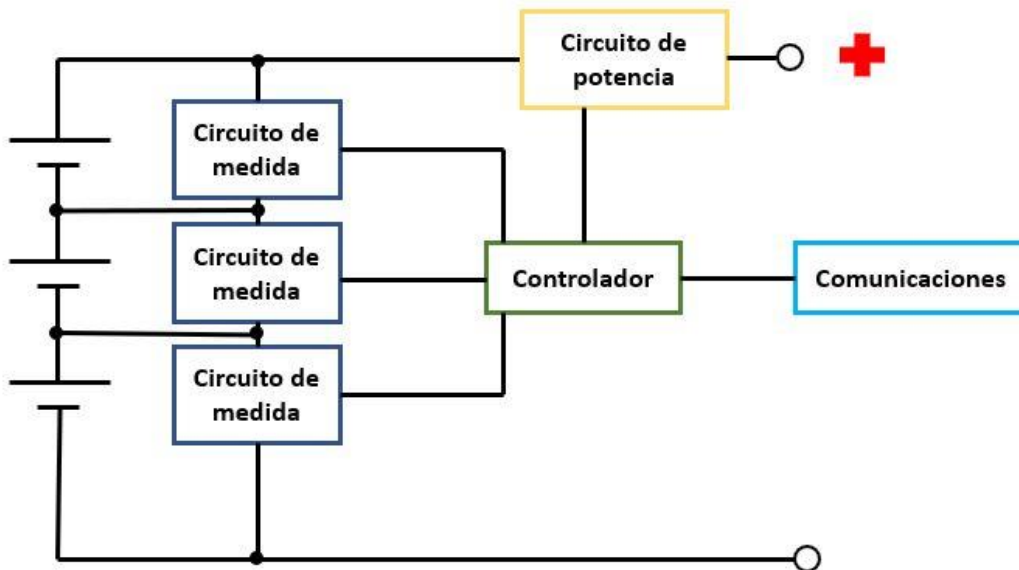 Circuito de
potencia
Circuito de
medida
Circuito de
medida
Controlador
Comunicaciones
Circuito de
medida